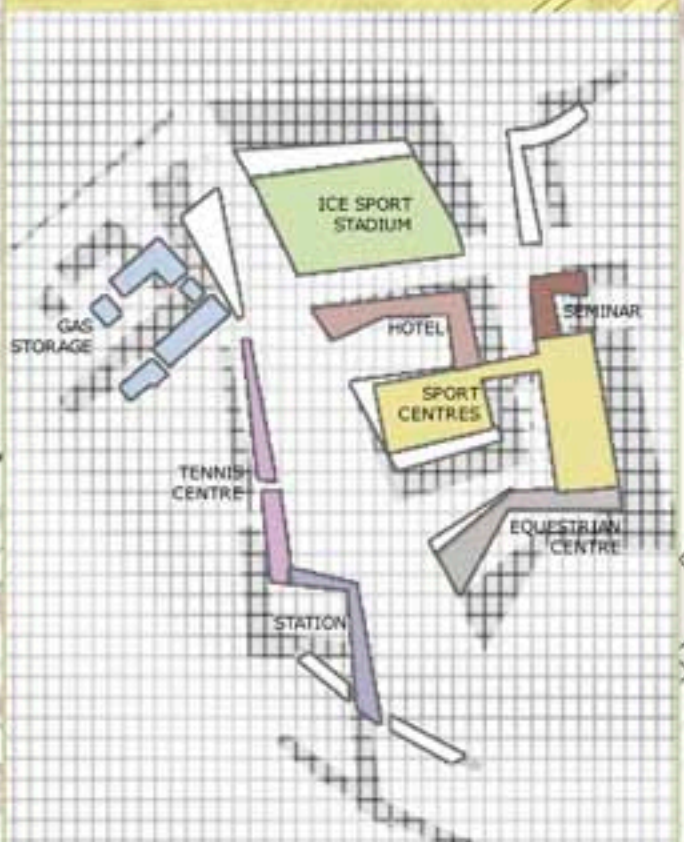 ICE SPORT
STADIUM
GAS
STORAGE
HOTEL
SEMINAR
SPORT
CENTRES
TENNIS
CENTRE
EQUESTRIAN
CENTRE
STATION